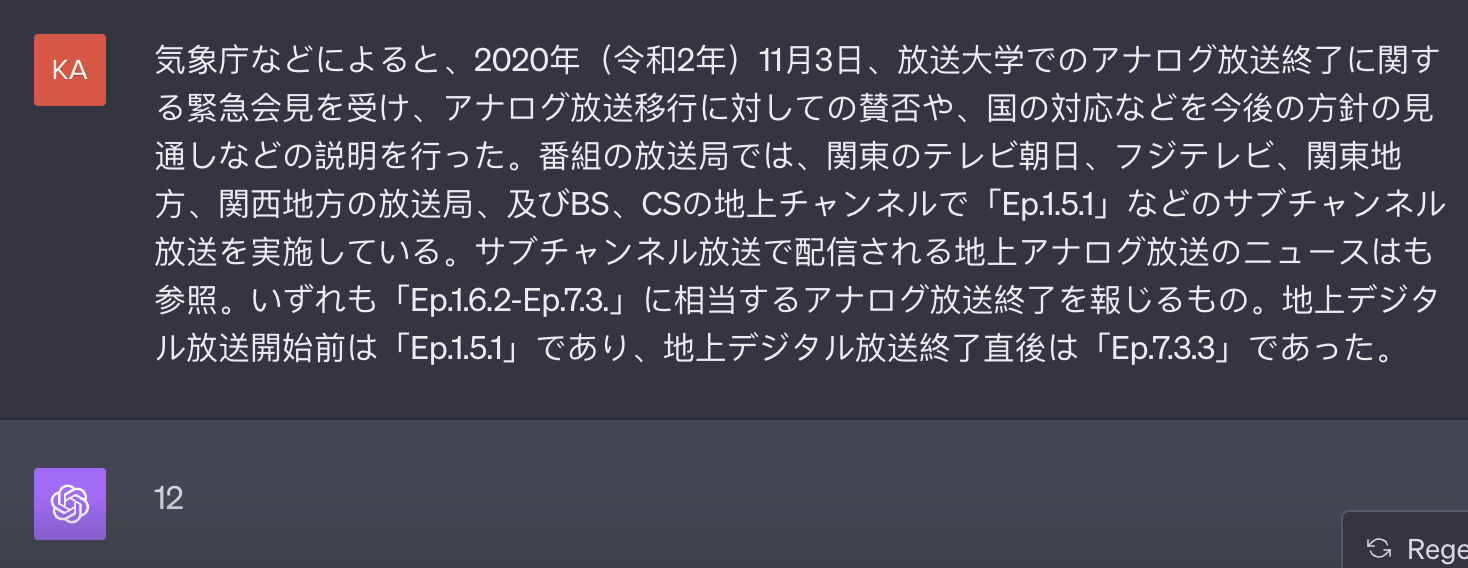 KA
気象庁などによると、2020年（令和2年）11月3日、放送大学でのアナログ放送終了に関す
る緊急会見を受け、アナログ放送移行に対しての賛否や、国の対応などを今後の方針の見
通しなどの説明を行った。番組の放送局では、関東のテレビ朝日、フジテレビ、関東地
方、関西地方の放送局、及びBS、CSの地上チャンネルで「Ep.1.5.1」などのサブチャンネル
放送を実施している。サブチャンネル放送で配信される地上アナログ放送のニュースはも
参照。いずれも「Ep.1.6.2-Ep.7.3.」に相当するアナログ放送終了を報じるもの。地上デジタ
ル放送開始前は「Ep.1.5.1」であり、地上デジタル放送終了直後は「Ep.7.3.3」であった。
12